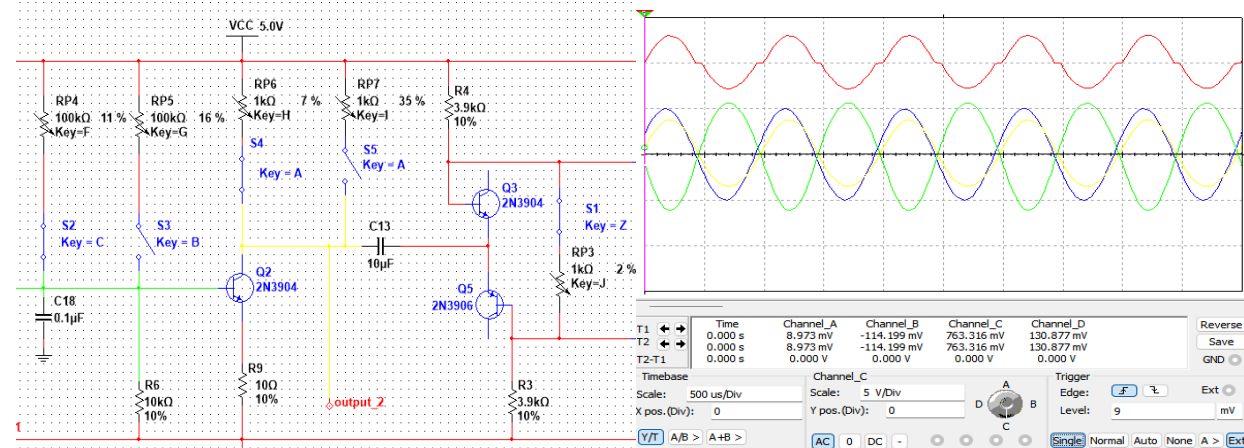 VCC 5.0V
RP4
100kΩ 11 %
Key=F
RP5
100kΩ 16 %
Key=G
RP6
1kΩ 7 %
Key=H
RP7
1kΩ 35 %
Key=I
R4
3.9kΩ
10%
S4
Key = A
S5
Key = A
Q3
2N3904
S1
Key = Z
S2
Key = C
S3
Key = B
C13
10µF
RP3
1kΩ 2 %
Key=J
Q2
2N3904
Q5
2N3906
C18
0.1µF
R6
10kΩ
10%
R9
10Ω
10%
output_2
R3
3.9kΩ
10%
1
Time Channel_A Channel_B Channel_C Channel_D
T1 0.000 s 8.973 mV -114.199 mV 763.316 mV 130.877 mV
T2 0.000 s 8.973 mV -114.199 mV 763.316 mV 130.877 mV
T2-T1 0.000 s 0.000 V 0.000 V 0.000 V 0.000 V
Reverse
Save
GND
Timebase
Scale: 500 us/Div
X pos.(Div): 0
Y/T A/B > A+B >
Channel_C
Scale: 5 V/Div
Y pos.(Div): 0
AC 0 DC -
A
B
C
D
Trigger
Edge: Ext
Level: 9 mV
Single Normal Auto None A > Ext